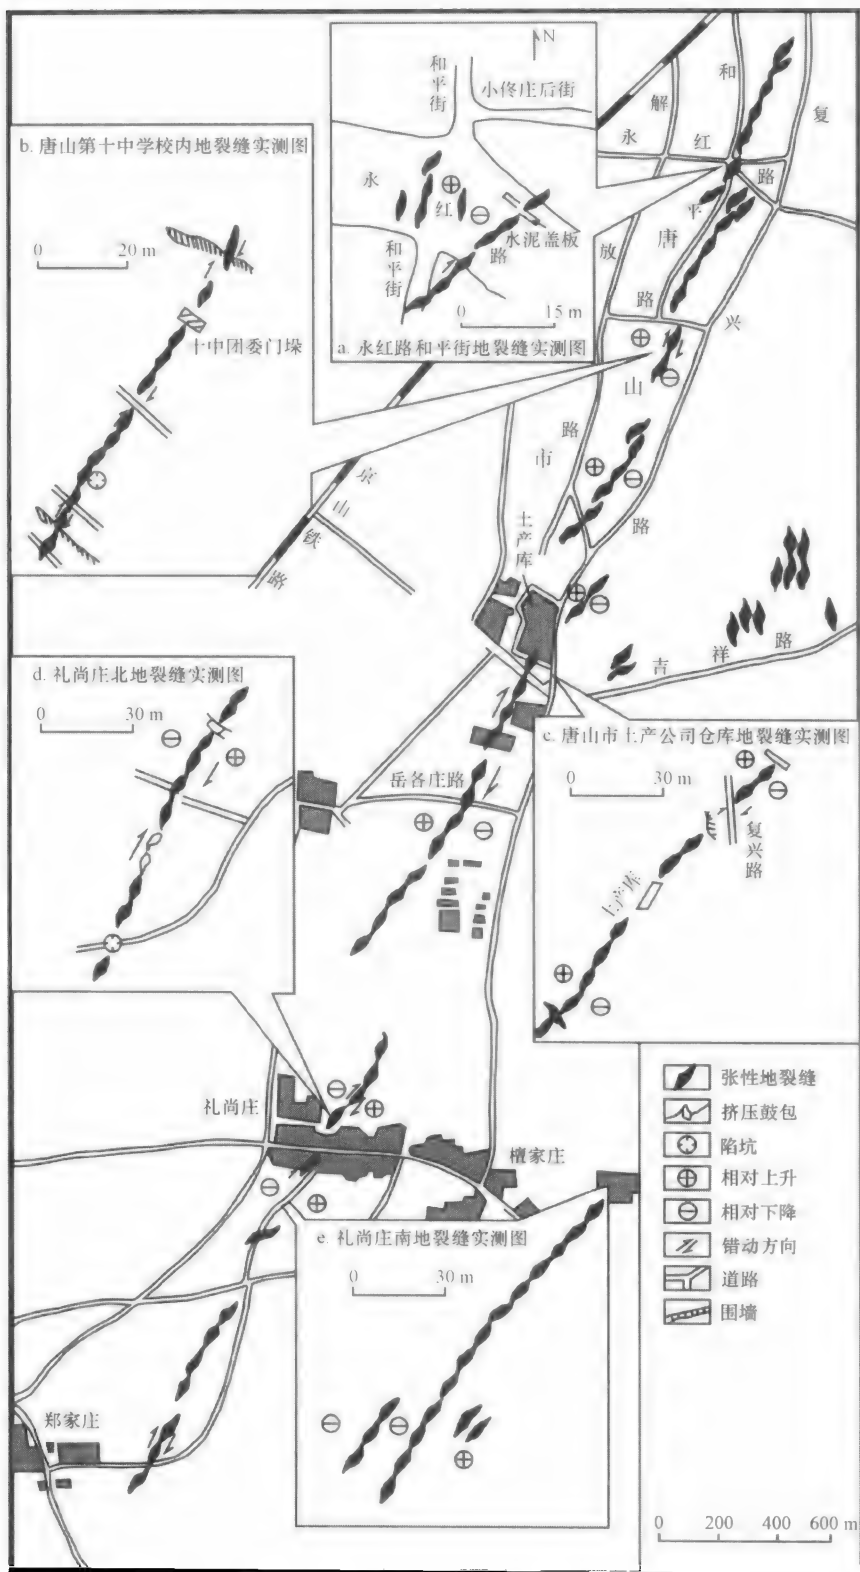 N
和平街
小佟庄后街
永
红
路
水泥盖板
和平街
0 15 m
a. 永红路和平街地裂缝实测图
b. 唐山第十中学校内地裂缝实测图
0 20 m
十中团委门垛
解
放
路
和
平
路
复
兴
路
永
红
路
唐
山
市
京
山
铁
路
土产库
吉
祥
路
d. 礼尚庄北地裂缝实测图
0 30 m
c. 唐山市土产公司仓库地裂缝实测图
0 30 m
复兴路
土产库
岳各庄路
礼尚庄
檀家庄
e. 礼尚庄南地裂缝实测图
0 30 m
郑家庄
张性地裂缝
挤压鼓包
陷坑
相对上升
相对下降
错动方向
道路
围墙
0 200 400 600 m